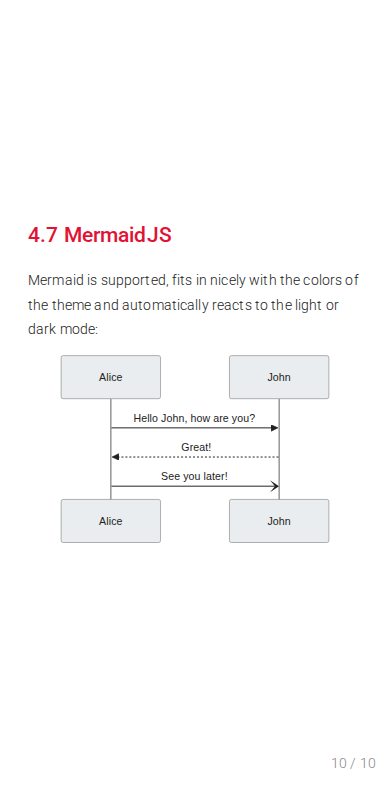 4.7 MermaidJS
Mermaid is supported, fits in nicely with the colors of
the theme and automatically reacts to the light or
dark mode:
Alice
John
Hello John, how are you?
Great!
See you later!
Alice
John
10 / 10